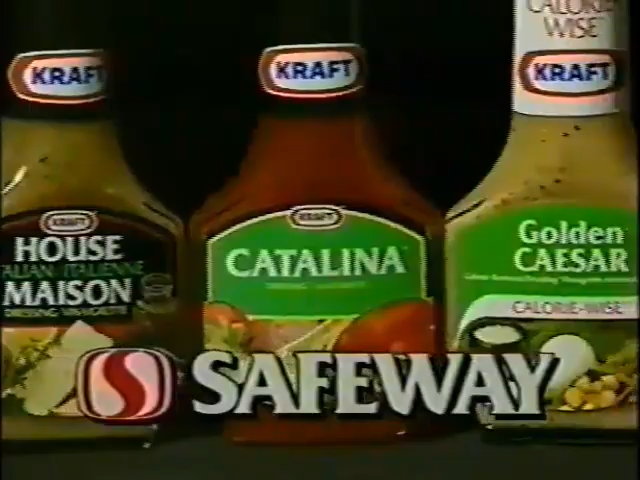 CALORIE
WISE
KRAFT
KRAFT
KRAFT
KRAFT
HOUSE
ITALIAN ITALIENNE
MAISON
DRESSING VINAIGRETTE
KRAFT
CATALINA
Golden
CAESAR
CALORIE-WISE
S SAFEWAY